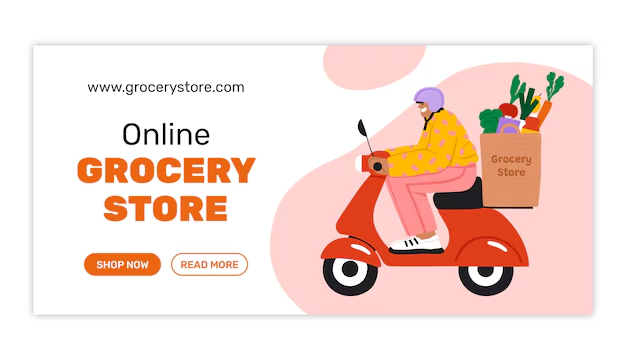 www.grocerystore.com
Online
GROCERY
STORE
SHOP NOW
READ MORE
Grocery
Store